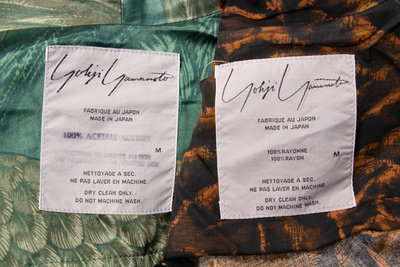 Yohji Yamamoto
FABRIQUE AU JAPON
MADE IN JAPAN
100% ACETATE
M
NETTOYAGE A SEC.
NE PAS LAVER EN MACHINE.
DRY CLEAN ONLY.
DO NOT MACHINE WASH.
Yohji Yamamoto
FABRIQUE AU JAPON
MADE IN JAPAN
100% RAYONNE
100% RAYON
M
NETTOYAGE A SEC.
NE PAS LAVER EN MACHINE.
DRY CLEAN ONLY.
DO NOT MACHINE WASH.